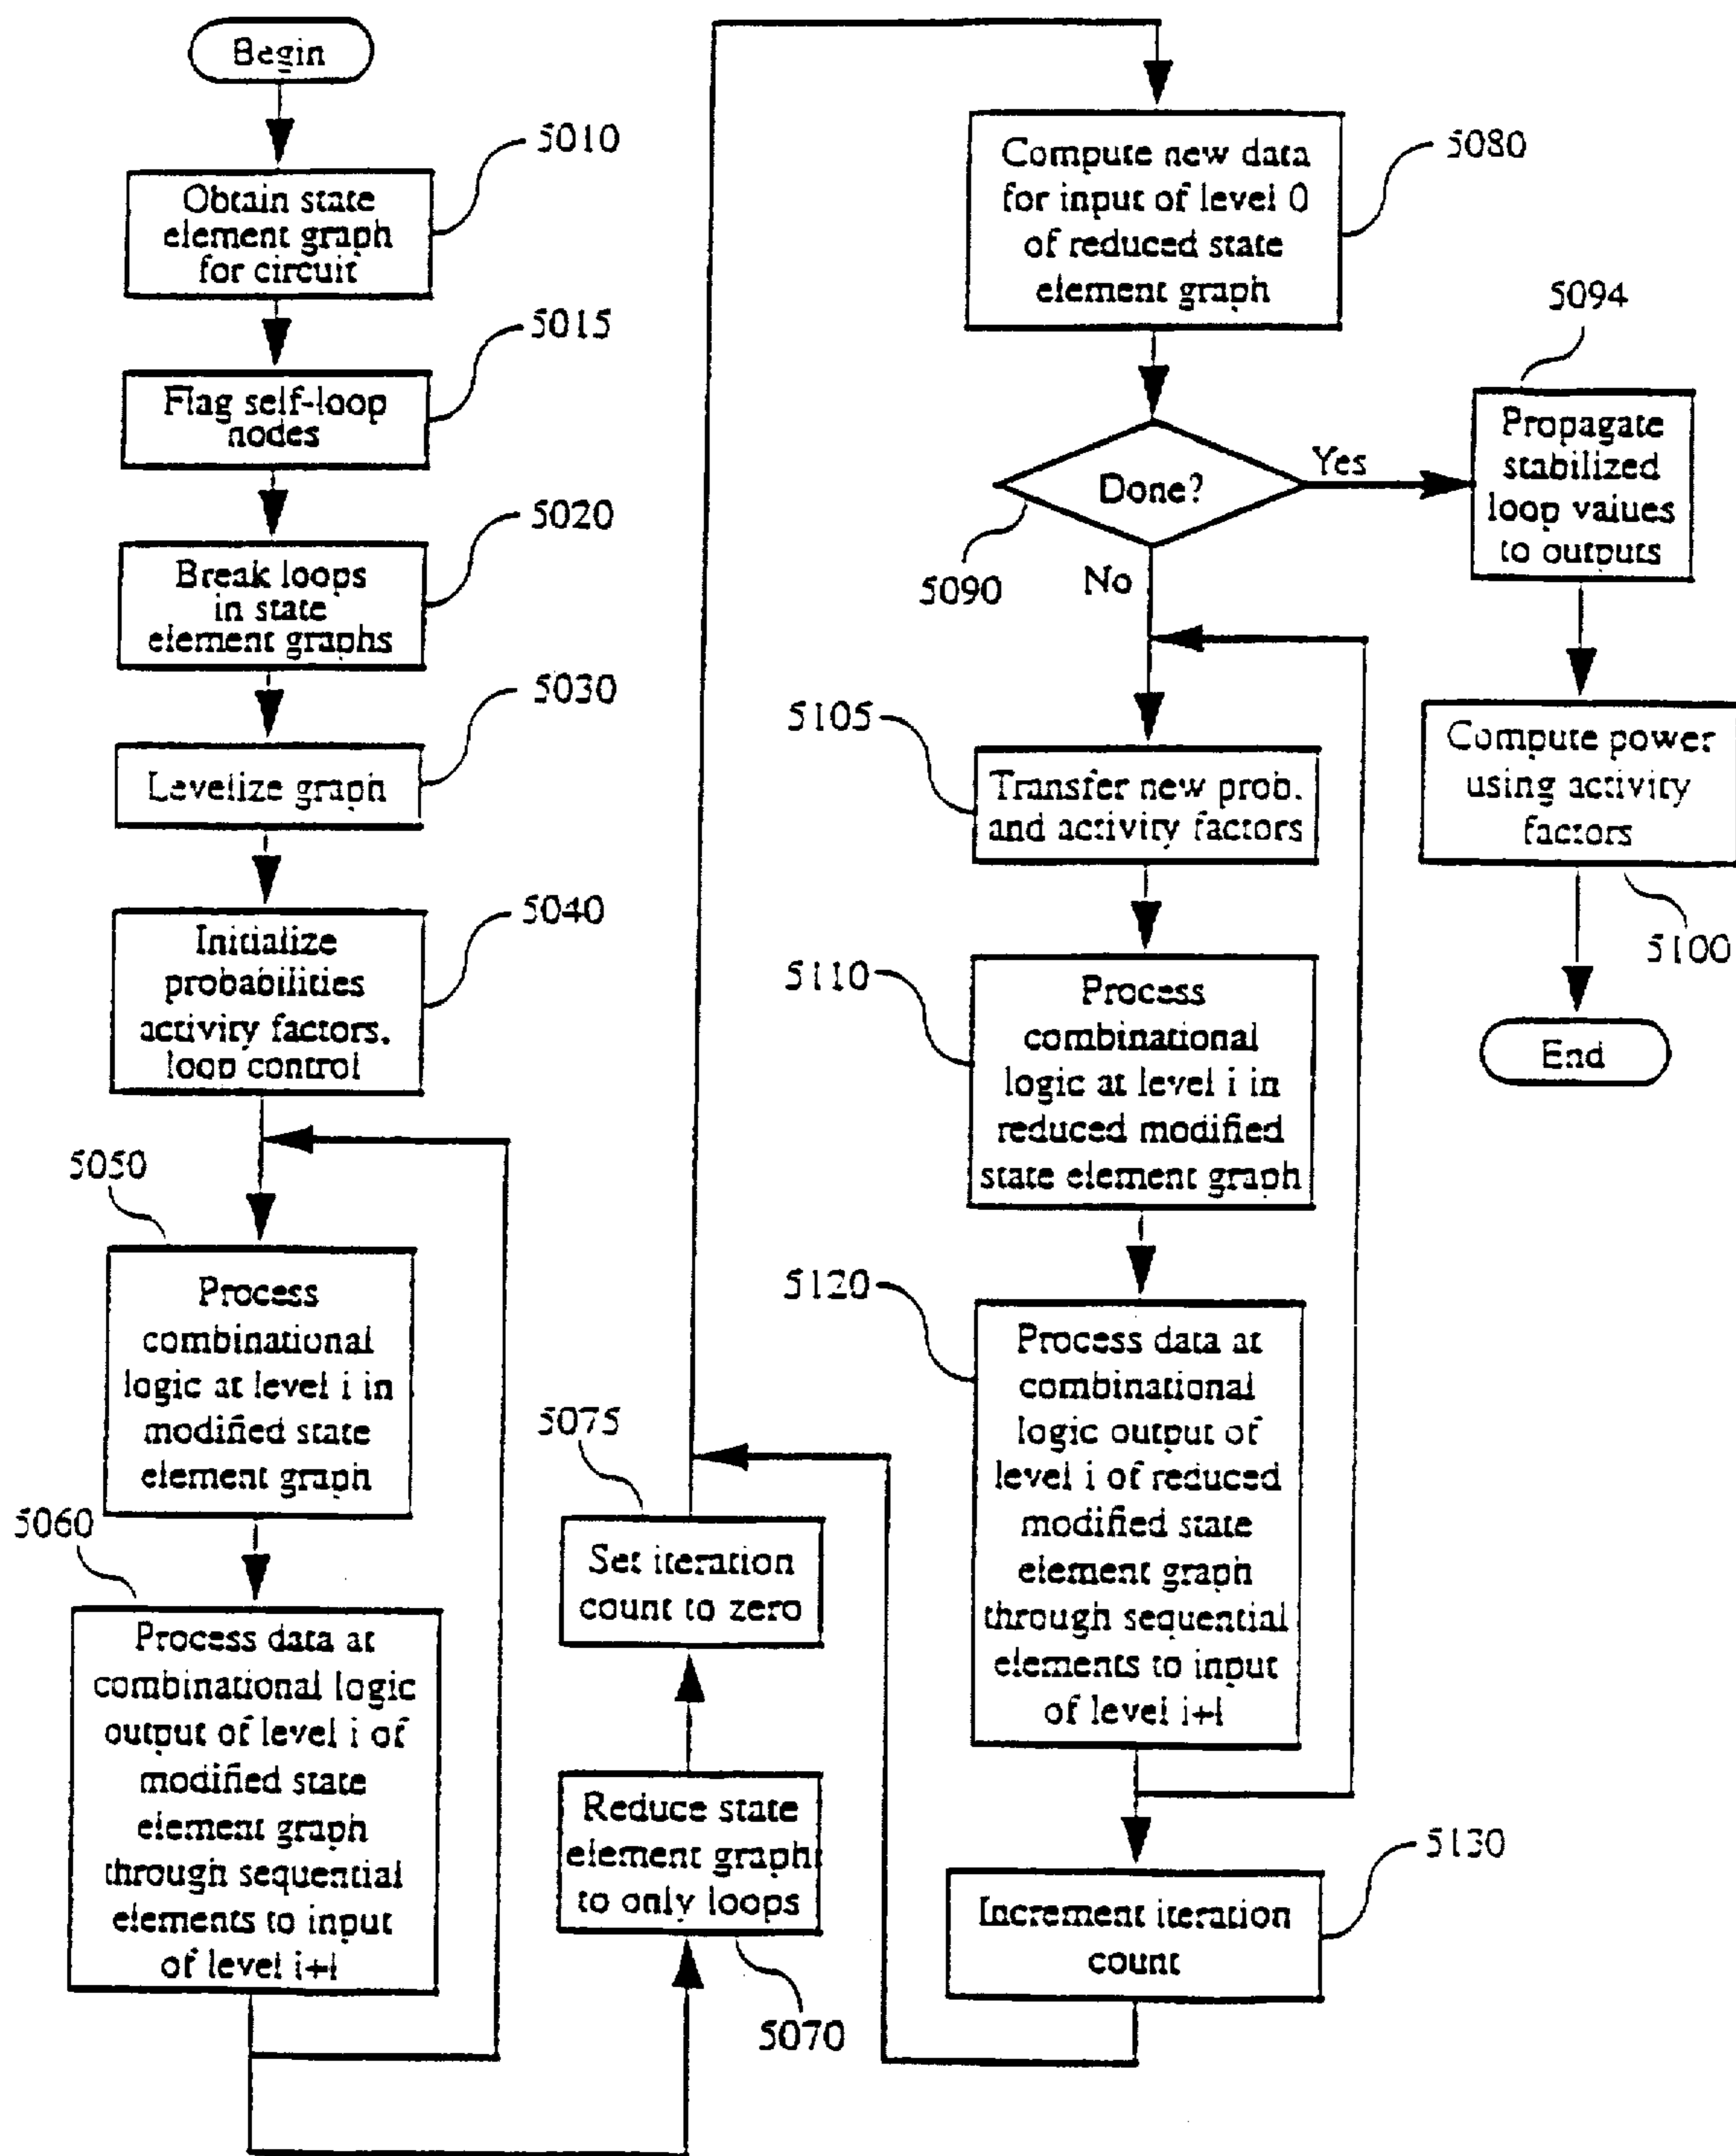 Begin
5010
Obtain state
element graph
for circuit
5015
Flag self-loop
nodes
5020
Break loops
in state
element graphs
5030
Levelize graph
5040
Initialize
probabilities
activity factors.
loop control
5050
Process
combinational
logic at level i in
modified state
element graph
5060
Process data at
combinational logic
output of level i of
modified state
element graph
through sequential
elements to input
of level i+1
5070
Reduce state
element graph
to only loops
5075
Set iteration
count to zero
5080
Compute new data
for input of level 0
of reduced state
element graph
5090
Done?
Yes
No
5094
Propagate
stabilized
loop values
to outputs
5100
Compute power
using activity
factors
End
5105
Transfer new prob.
and activity factors
5110
Process
combinational
logic at level i in
reduced modified
state element graph
5120
Process data at
combinational
logic output of
level i of reduced
modified state
element graph
through sequential
elements to input
of level i+1
5130
Increment iteration
count